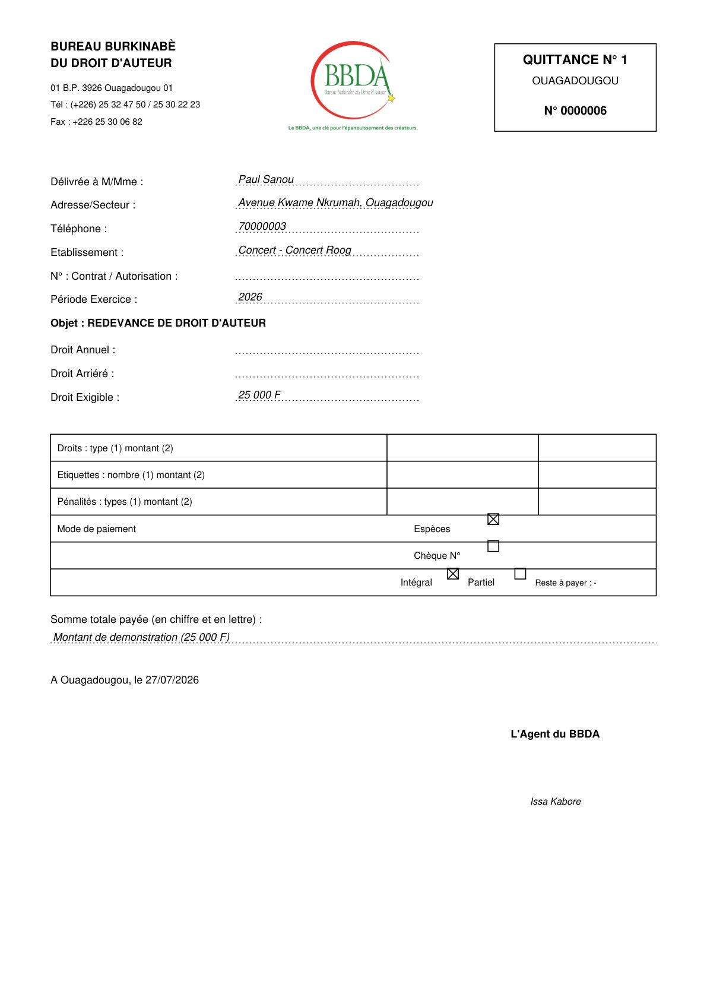 BUREAU BURKINABÈ
DU DROIT D'AUTEUR
01 B.P. 3926 Ouagadougou 01
Tél : (+226) 25 32 47 50 / 25 30 22 23
Fax : +226 25 30 06 82
BBDA
Bureau Burkinabé du Droit d'Auteur
Le BBDA, une clé pour l'épanouissement des créateurs.
QUITTANCE N° 1
OUAGADOUGOU
N° 0000006
Délivrée à M/Mme : Paul Sanou
Adresse/Secteur : Avenue Kwame Nkrumah, Ouagadougou
Téléphone : 70000003
Etablissement : Concert - Concert Roog
N° : Contrat / Autorisation :
Période Exercice : 2026
Objet : REDEVANCE DE DROIT D'AUTEUR
Droit Annuel :
Droit Arriéré :
Droit Exigible : 25 000 F
Droits : type (1) montant (2)
Etiquettes : nombre (1) montant (2)
Pénalités : types (1) montant (2)
Mode de paiement Espèces
Chèque N°
Intégral Partiel Reste à payer : -
Somme totale payée (en chiffre et en lettre) :
Montant de demonstration (25 000 F)
A Ouagadougou, le 27/07/2026
L'Agent du BBDA
Issa Kabore